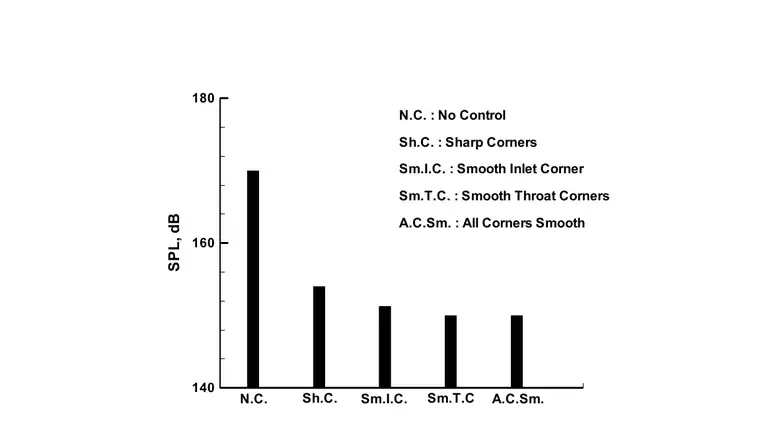 180
N.C. : No Control
Sh.C. : Sharp Corners
Sm.I.C. : Smooth Inlet Corner
Sm.T.C. : Smooth Throat Corners
A.C.Sm. : All Corners Smooth
SPL, dB
160
140
N.C. Sh.C. Sm.I.C. Sm.T.C A.C.Sm.